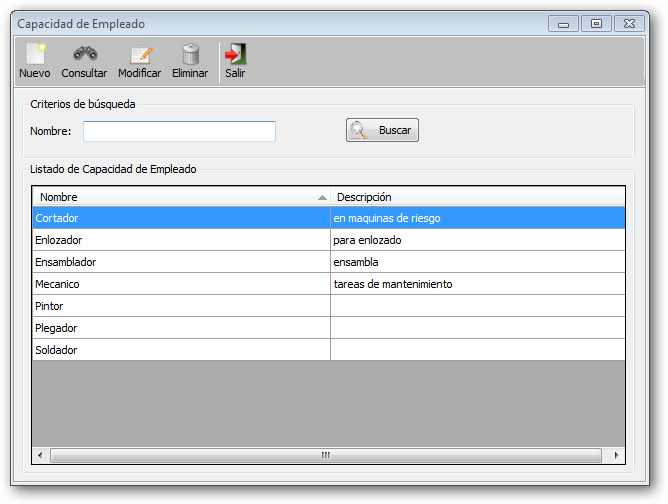 Capacidad de Empleado
Nuevo Consultar Modificar Eliminar Salir
Criterios de búsqueda
Nombre: Buscar
Listado de Capacidad de Empleado
Nombre Descripción
Cortador en maquinas de riesgo
Enlozador para enlozado
Ensamblador ensambla
Mecanico tareas de mantenimiento
Pintor
Plegador
Soldador